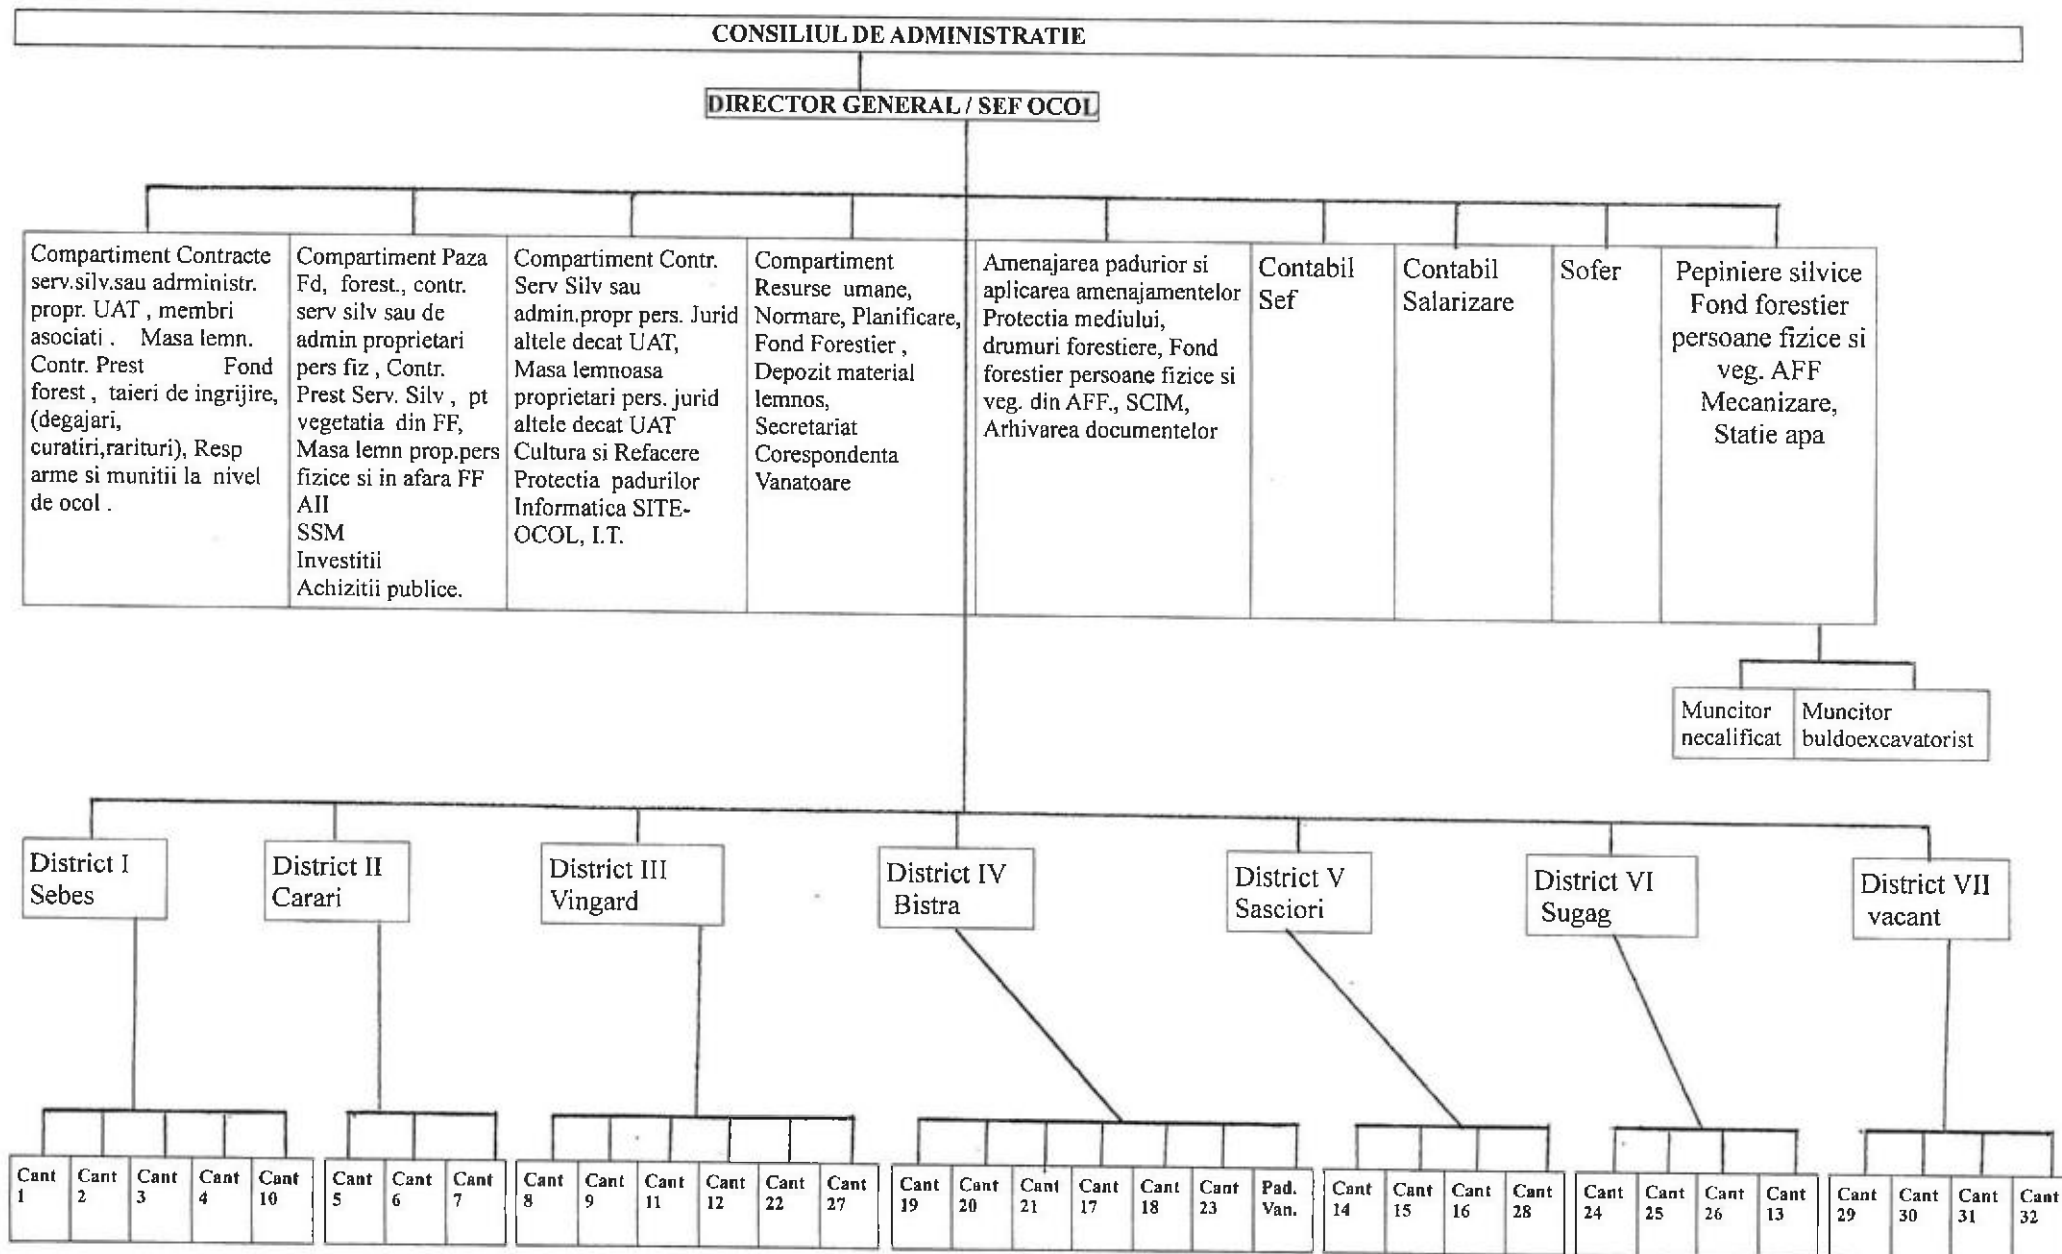 CONSILIUL DE ADMINISTRATIE
DIRECTOR GENERAL / SEF OCOL
Compartiment Contracte
serv.silv.sau adrministr.
propr. UAT , membri
asociati . Masa lemn.
Contr. Prest Fond
forest , taieri de ingrijire,
(degajari,
curatiri,rarituri), Resp
arme si munitii la nivel
de ocol .
Compartiment Paza
Fd, forest., contr.
serv silv sau de
admin proprietari
pers fiz , Contr.
Prest Serv. Silv , pt
vegetatia din FF,
Masa lemn prop.pers
fizice si in afara FF
AII
SSM
Investitii
Achizitii publice.
Compartiment Contr.
Serv Silv sau
admin.propr pers. Jurid
altele decat UAT,
Masa lemnoasa
proprietari pers. jurid
altele decat UAT
Cultura si Refacere
Protectia padurilor
Informatica SITE-
OCOL, I.T.
Compartiment
Resurse umane,
Normare, Planificare,
Fond Forestier ,
Depozit material
lemnos,
Secretariat
Corespondenta
Vanatoare
Amenajarea padurior si
aplicarea amenajamentelor
Protectia mediului,
drumuri forestiere, Fond
forestier persoane fizice si
veg. din AFF., SCIM,
Arhivarea documentelor
Contabil
Sef
Contabil
Salarizare
Sofer
Pepiniere silvice
Fond forestier
persoane fizice si
veg. AFF
Mecanizare,
Statie apa
Muncitor
necalificat
Muncitor
buldoexcavatorist
District I
Sebes
District II
Carari
District III
Vingard
District IV
Bistra
District V
Sasciori
District VI
Sugag
District VII
vacant
Cant
1
Cant
2
Cant
3
Cant
4
Cant
10
Cant
5
Cant
6
Cant
7
Cant
8
Cant
9
Cant
11
Cant
12
Cant
22
Cant
27
Cant
19
Cant
20
Cant
21
Cant
17
Cant
18
Cant
23
Pad.
Van.
Cant
14
Cant
15
Cant
16
Cant
28
Cant
24
Cant
25
Cant
26
Cant
13
Cant
29
Cant
30
Cant
31
Cant
32